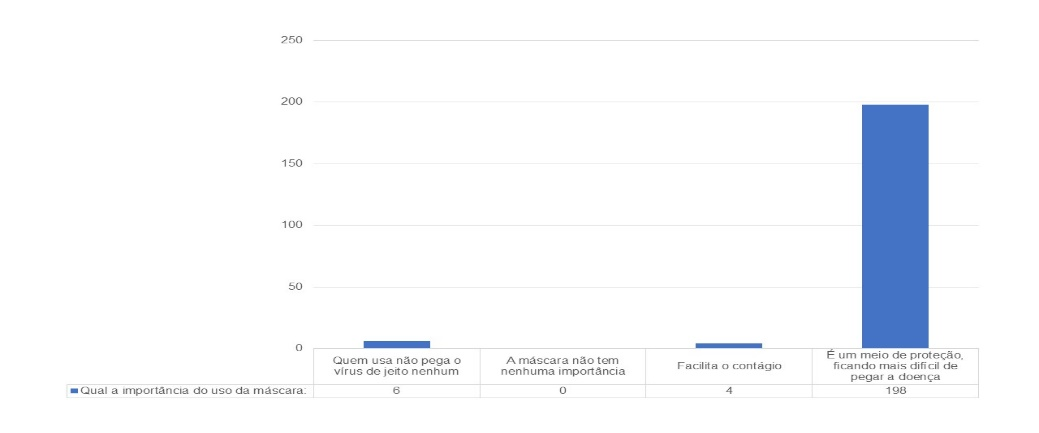 250
200
150
100
50
0
Quem usa não pega o
vírus de jeito nenhum
A máscara não tem
nenhuma importância
Facilita o contágio
É um meio de proteção,
ficando mais difícil de
pegar a doença
Qual a importância do uso da máscara:
6
0
4
198